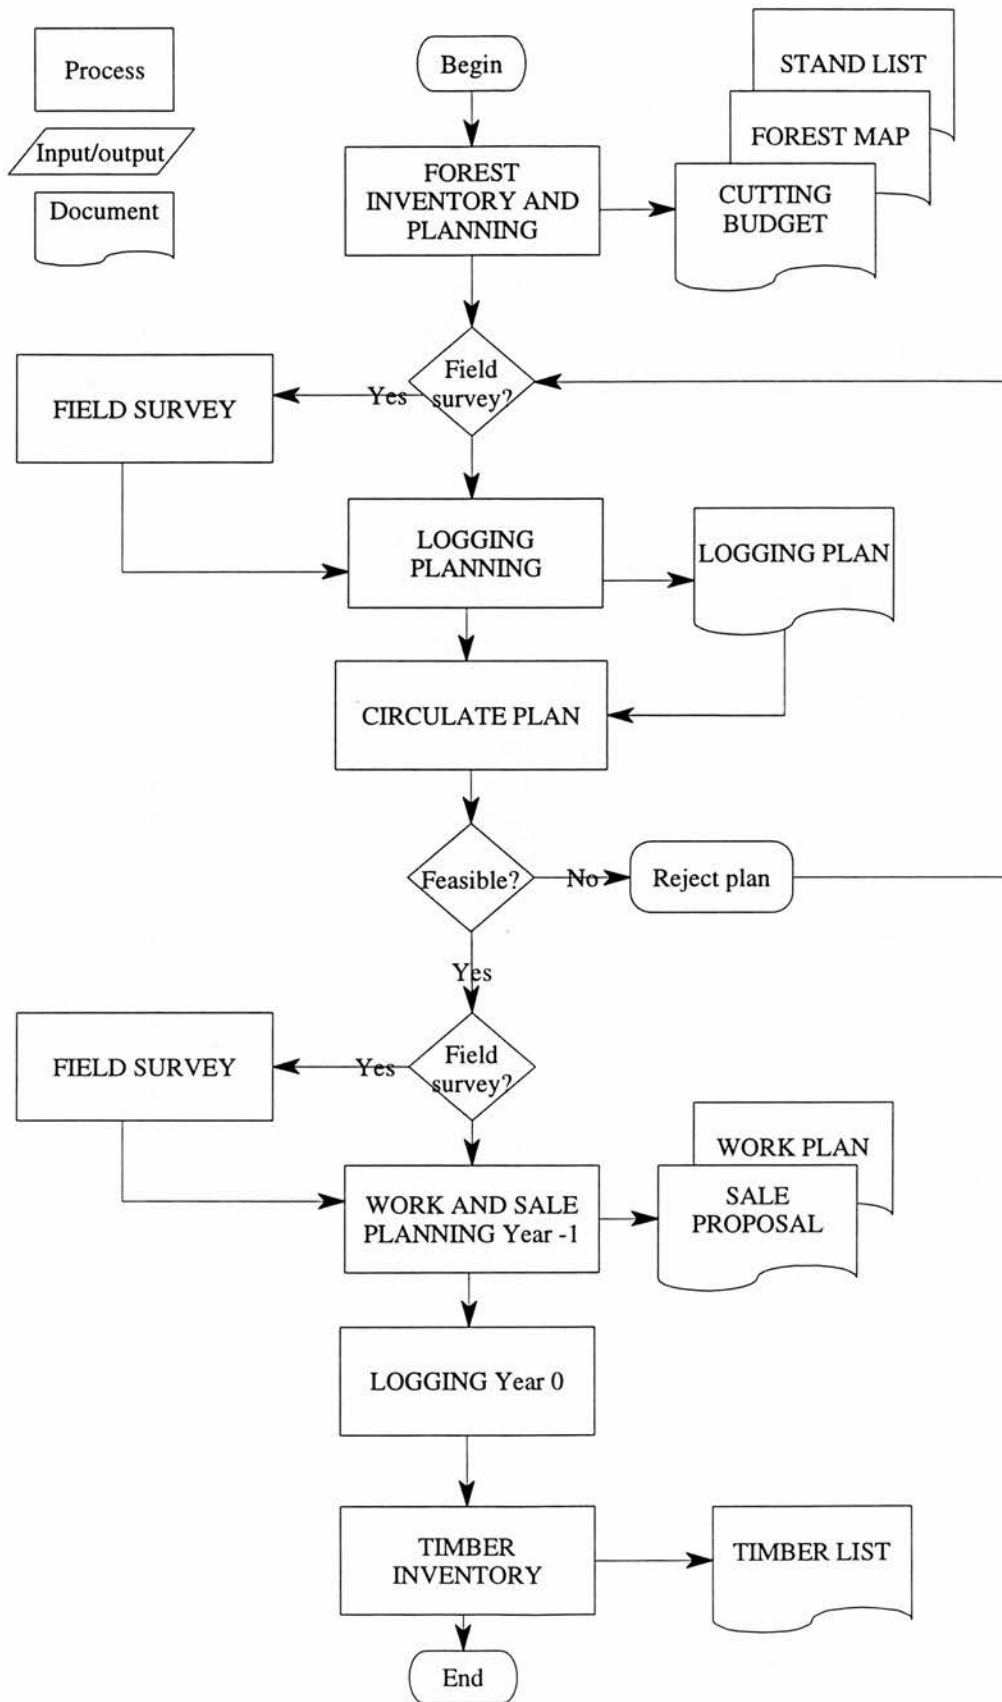 Process
Input/output
Document
Begin
STAND LIST
FOREST MAP
CUTTING
BUDGET
FOREST
INVENTORY AND
PLANNING
Field
survey?
Yes
FIELD SURVEY
LOGGING
PLANNING
LOGGING PLAN
CIRCULATE PLAN
Feasible?
No
Reject plan
Yes
Field
survey?
Yes
FIELD SURVEY
WORK AND SALE
PLANNING Year -1
WORK PLAN
SALE
PROPOSAL
LOGGING Year 0
TIMBER
INVENTORY
TIMBER LIST
End